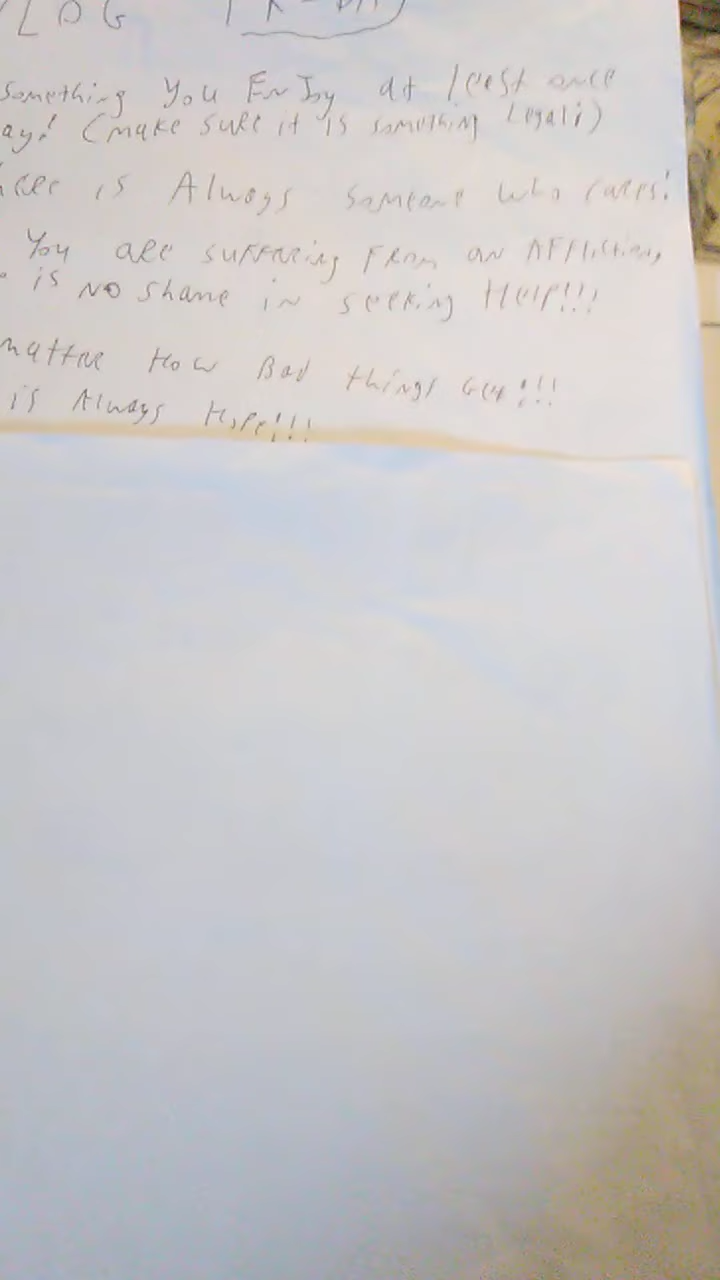 VLOG
something You EnJoy at least once
ay! (make sure it is something Legal!)
is Always someone who cares!
You are suffering From an Affliction,
is NO shame in seeking Help!!!
matter How Bad things Get!!!
is Always Hope!!!